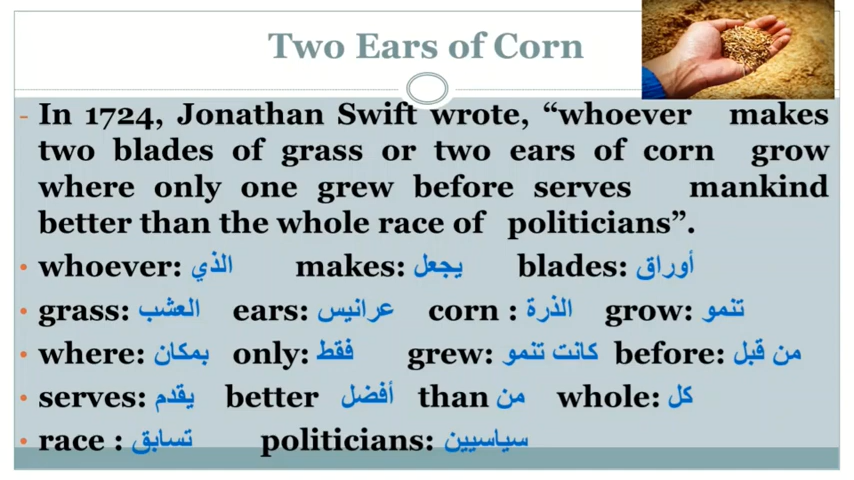 Two Ears of Corn
- In 1724, Jonathan Swift wrote, “whoever makes
two blades of grass or two ears of corn grow
where only one grew before serves mankind
better than the whole race of politicians”.
• whoever: الذي makes: يجعل blades: أوراق
• grass: العشب ears: عرانيس corn : الذرة grow: تنمو
• where: بمكان only: فقط grew: كانت تنمو before: من قبل
• serves: يقدم better أفضل than من whole: كل
• race : تسابق politicians: سياسيين